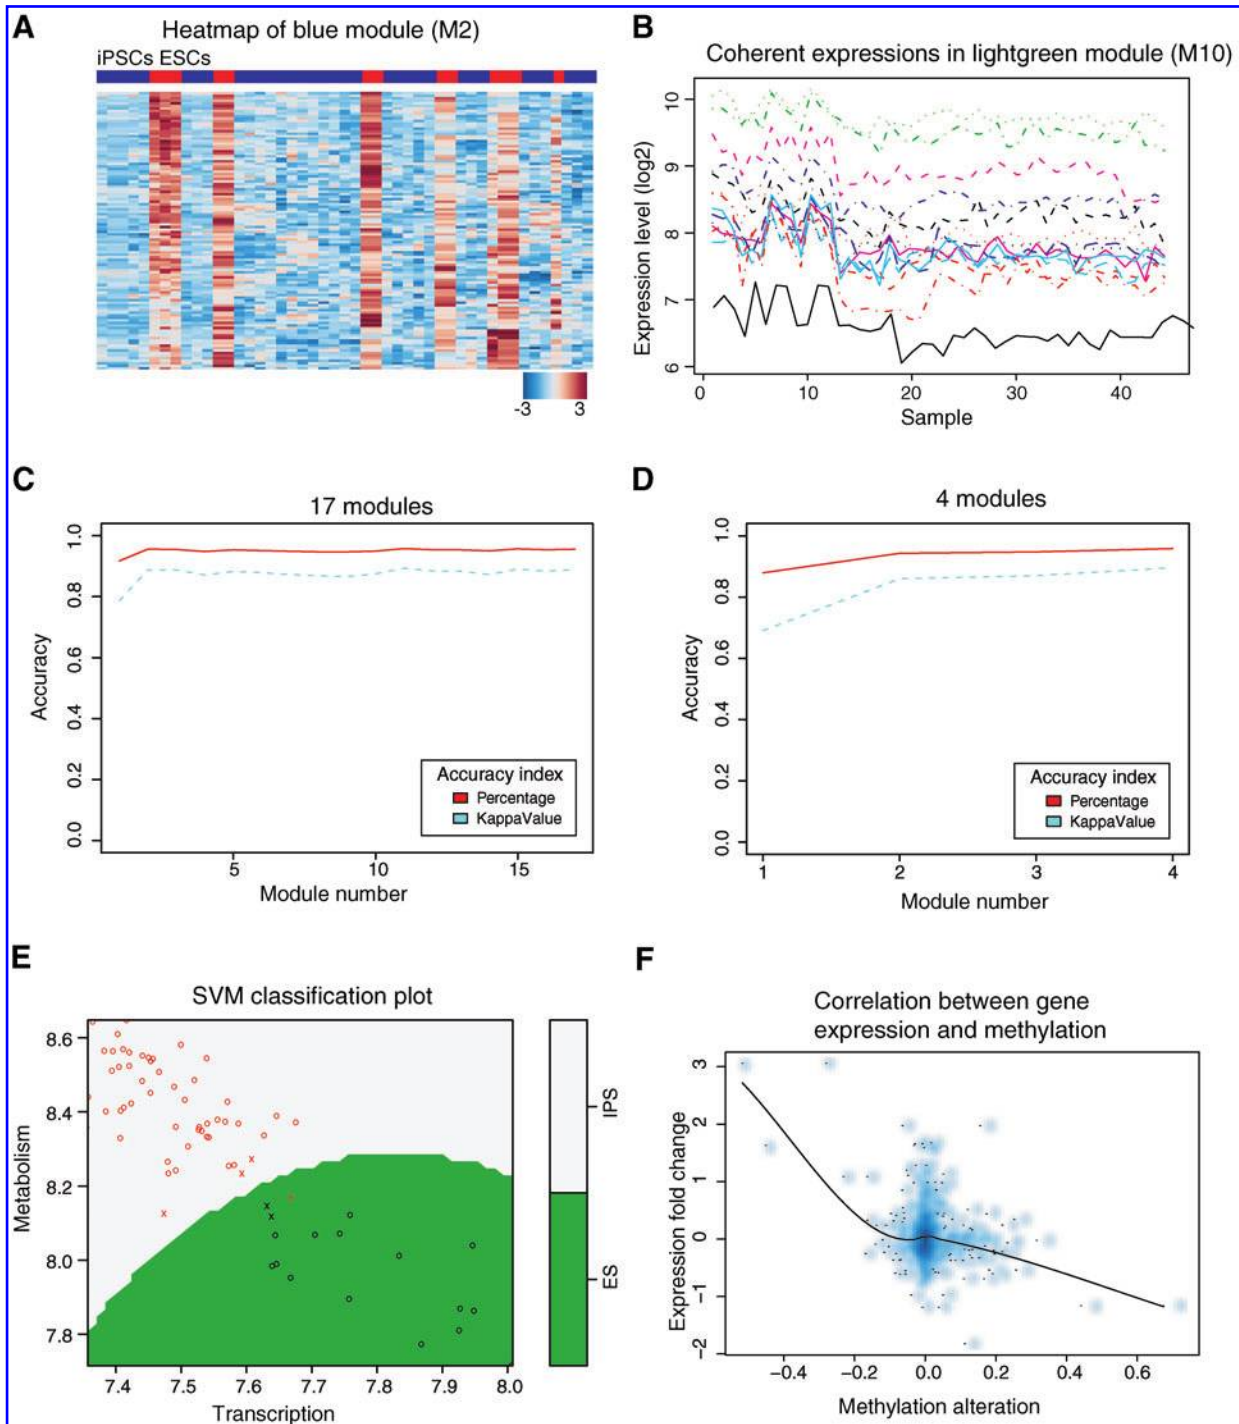 A
Heatmap of blue module (M2)
iPSCs ESCs
-3 3
B
Coherent expressions in lightgreen module (M10)
Expression level (log2)
10
9
8
7
6
0 10 20 30 40
Sample
C
17 modules
Accuracy
1.0
0.8
0.6
0.4
0.2
0.0
Accuracy index
Percentage
KappaValue
5 10 15
Module number
D
4 modules
Accuracy
1.0
0.8
0.6
0.4
0.2
0.0
Accuracy index
Percentage
KappaValue
1 2 3 4
Module number
E
SVM classification plot
Metabolism
8.6
8.4
8.2
8.0
7.8
7.4 7.5 7.6 7.7 7.8 7.9 8.0
Transcription
IPS
ES
F
Correlation between gene
expression and methylation
Expression fold change
3
2
1
0
−1
−2
−0.4 −0.2 0.0 0.2 0.4 0.6
Methylation alteration